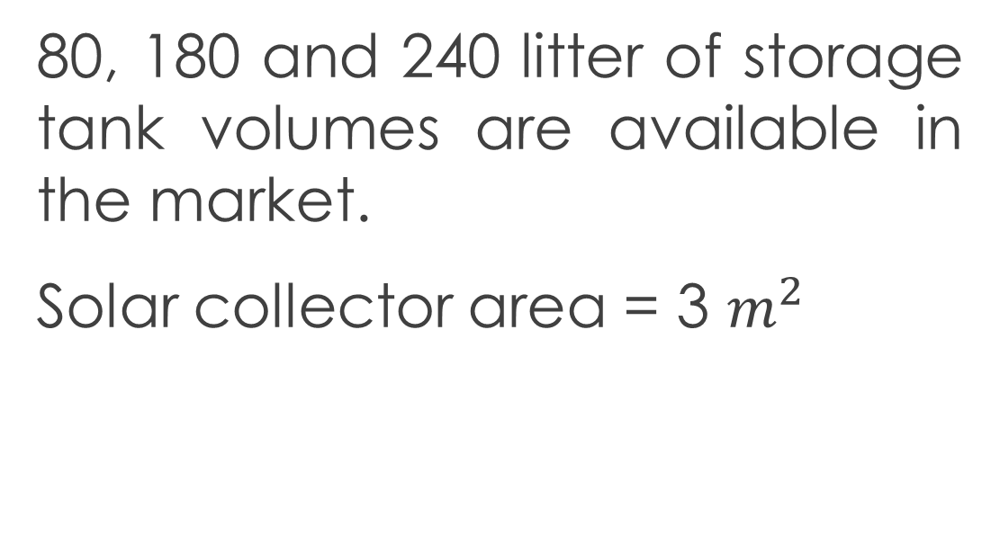 80, 180 and 240 litter of storage
tank volumes are available in
the market.
Solar collector area = 3 m²